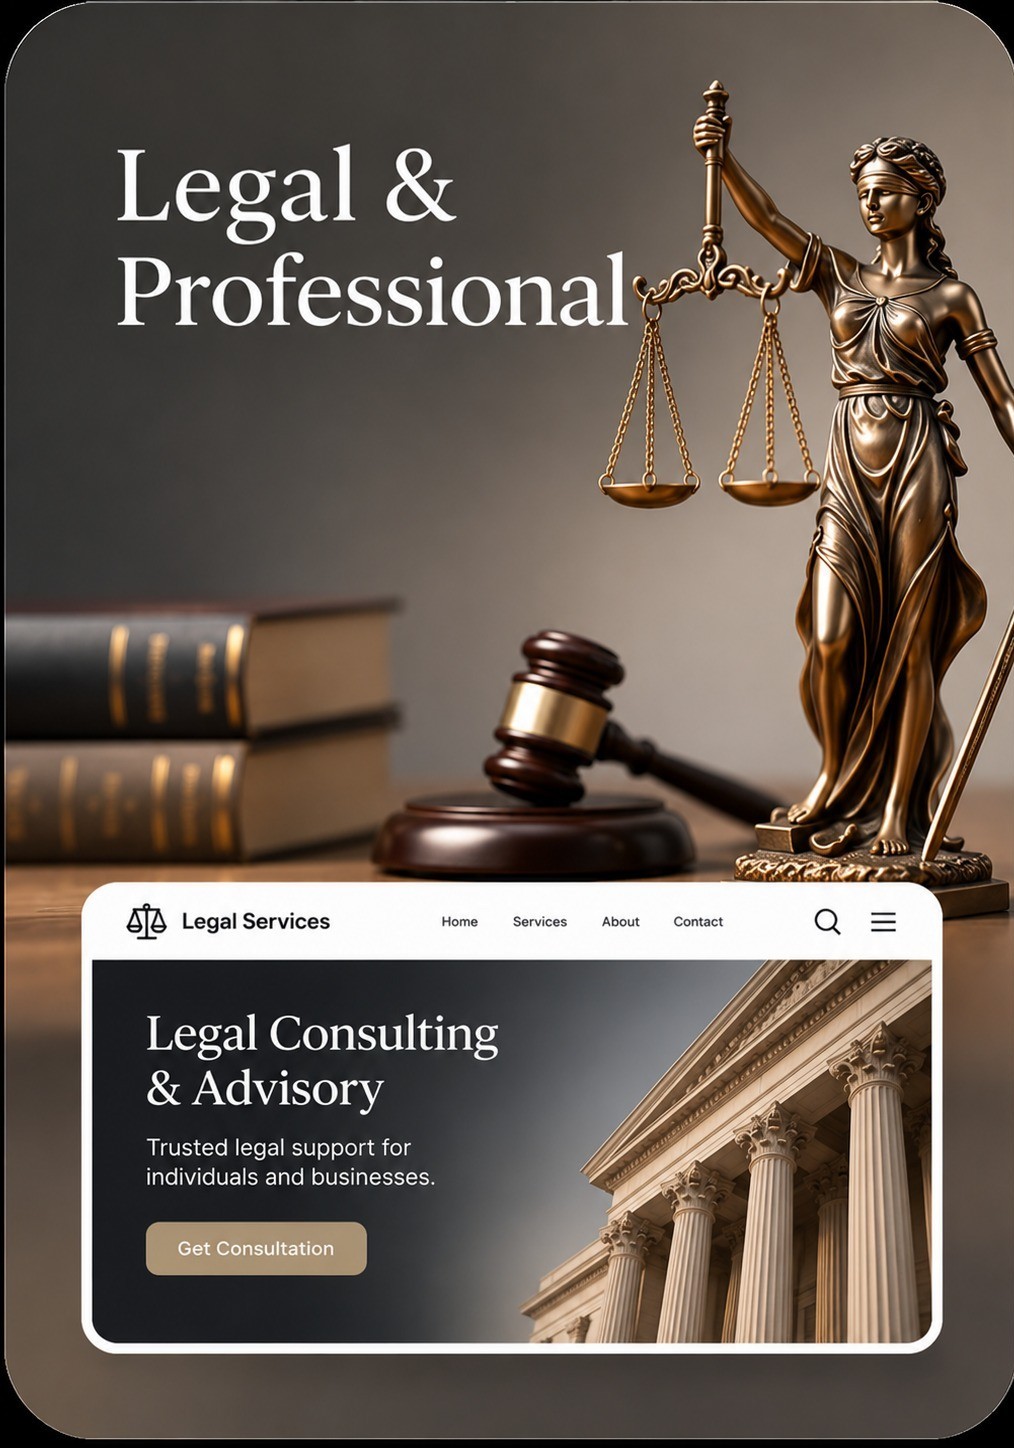 Legal &
Professional
Legal Services
Home
Services
About
Contact
Legal Consulting
& Advisory
Trusted legal support for
individuals and businesses.
Get Consultation